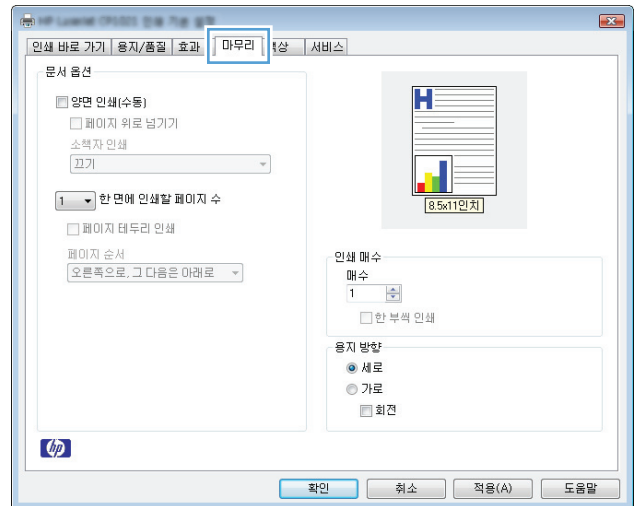 인쇄 바로 가기 용지/품질 효과 마무리 색상 서비스
문서 옵션
양면 인쇄(수동)
페이지 위로 넘기기
소책자 인쇄
끄기
1 한 면에 인쇄할 페이지 수
페이지 테두리 인쇄
페이지 순서
오른쪽으로, 그 다음은 아래로
H
8.5x11인치
인쇄 매수
매수
1
한 부씩 인쇄
용지 방향
세로
가로
회전
hp
확인 취소 적용(A) 도움말